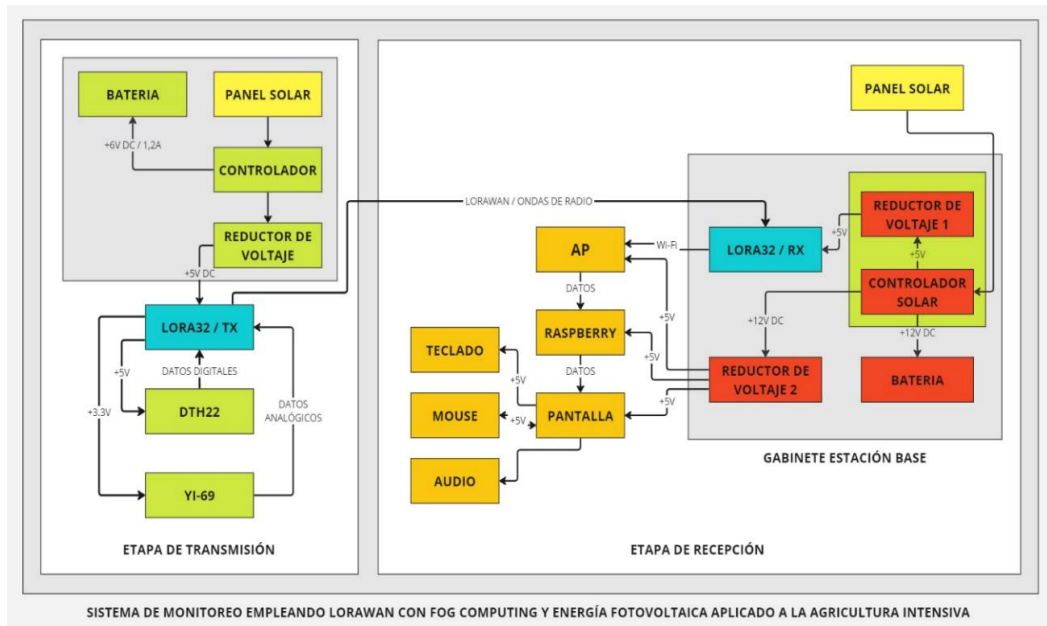 BATERIA
PANEL SOLAR
+6V DC / 1,2A
CONTROLADOR
REDUCTOR DE
VOLTAJE
+5V DC
LORA32 / TX
+5V
DATOS DIGITALES
+3.3V
DTH22
DATOS
ANALÓGICOS
YI-69
ETAPA DE TRANSMISIÓN
LORAWAN / ONDAS DE RADIO
PANEL SOLAR
REDUCTOR DE
VOLTAJE 1
+5V
LORA32 / RX
Wi-Fi
AP
+5V
CONTROLADOR
SOLAR
DATOS
+12V DC
+12V DC
+5V
RASPBERRY
TECLADO
+5V
DATOS
REDUCTOR DE
VOLTAJE 2
BATERIA
+5V
+5V
MOUSE
+5V
PANTALLA
GABINETE ESTACIÓN BASE
AUDIO
ETAPA DE RECEPCIÓN
SISTEMA DE MONITOREO EMPLEANDO LORAWAN CON FOG COMPUTING Y ENERGÍA FOTOVOLTAICA APLICADO A LA AGRICULTURA INTENSIVA